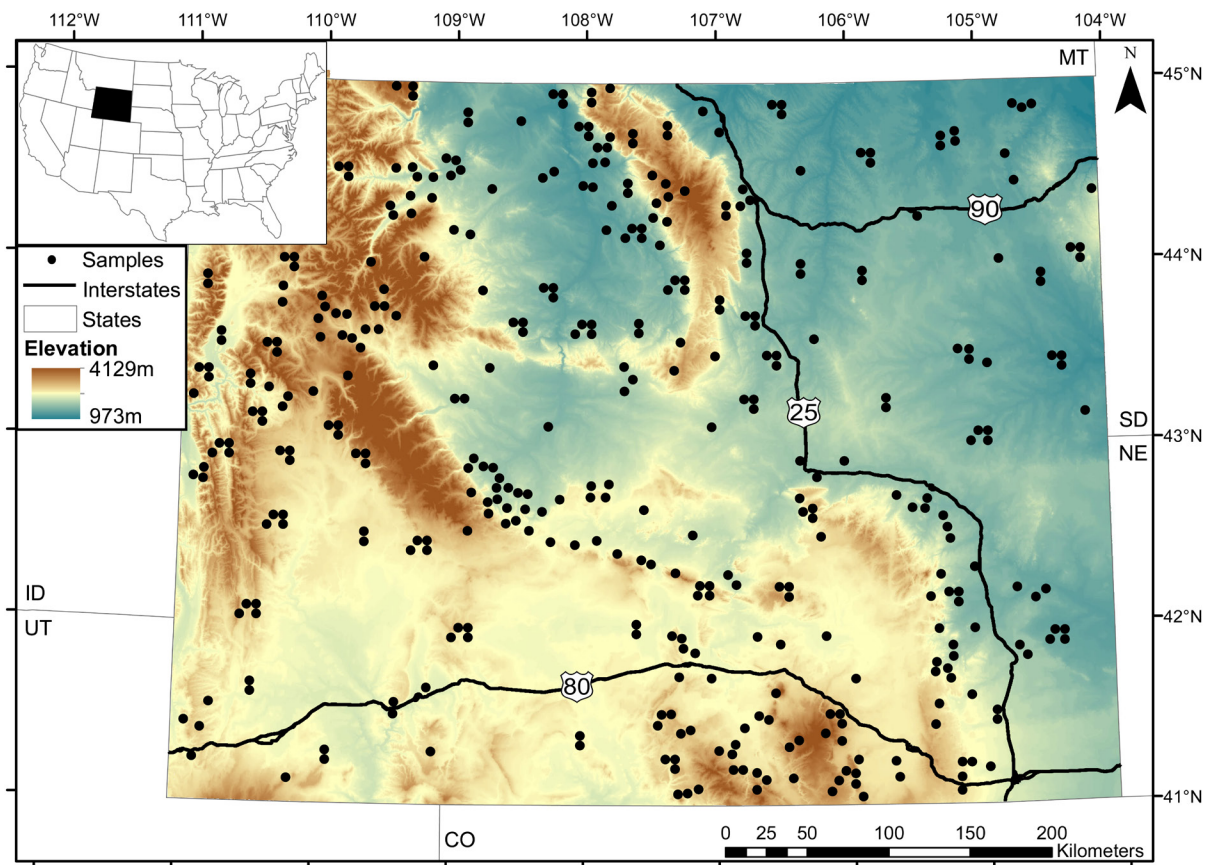 112°W 111°W 110°W 109°W 108°W 107°W 106°W 105°W 104°W
MT
N
45°N
90
44°N
Samples
Interstates
States
Elevation
4129m
973m
25
SD
43°N
NE
ID
42°N
UT
80
41°N
CO
0 25 50 100 150 200
Kilometers